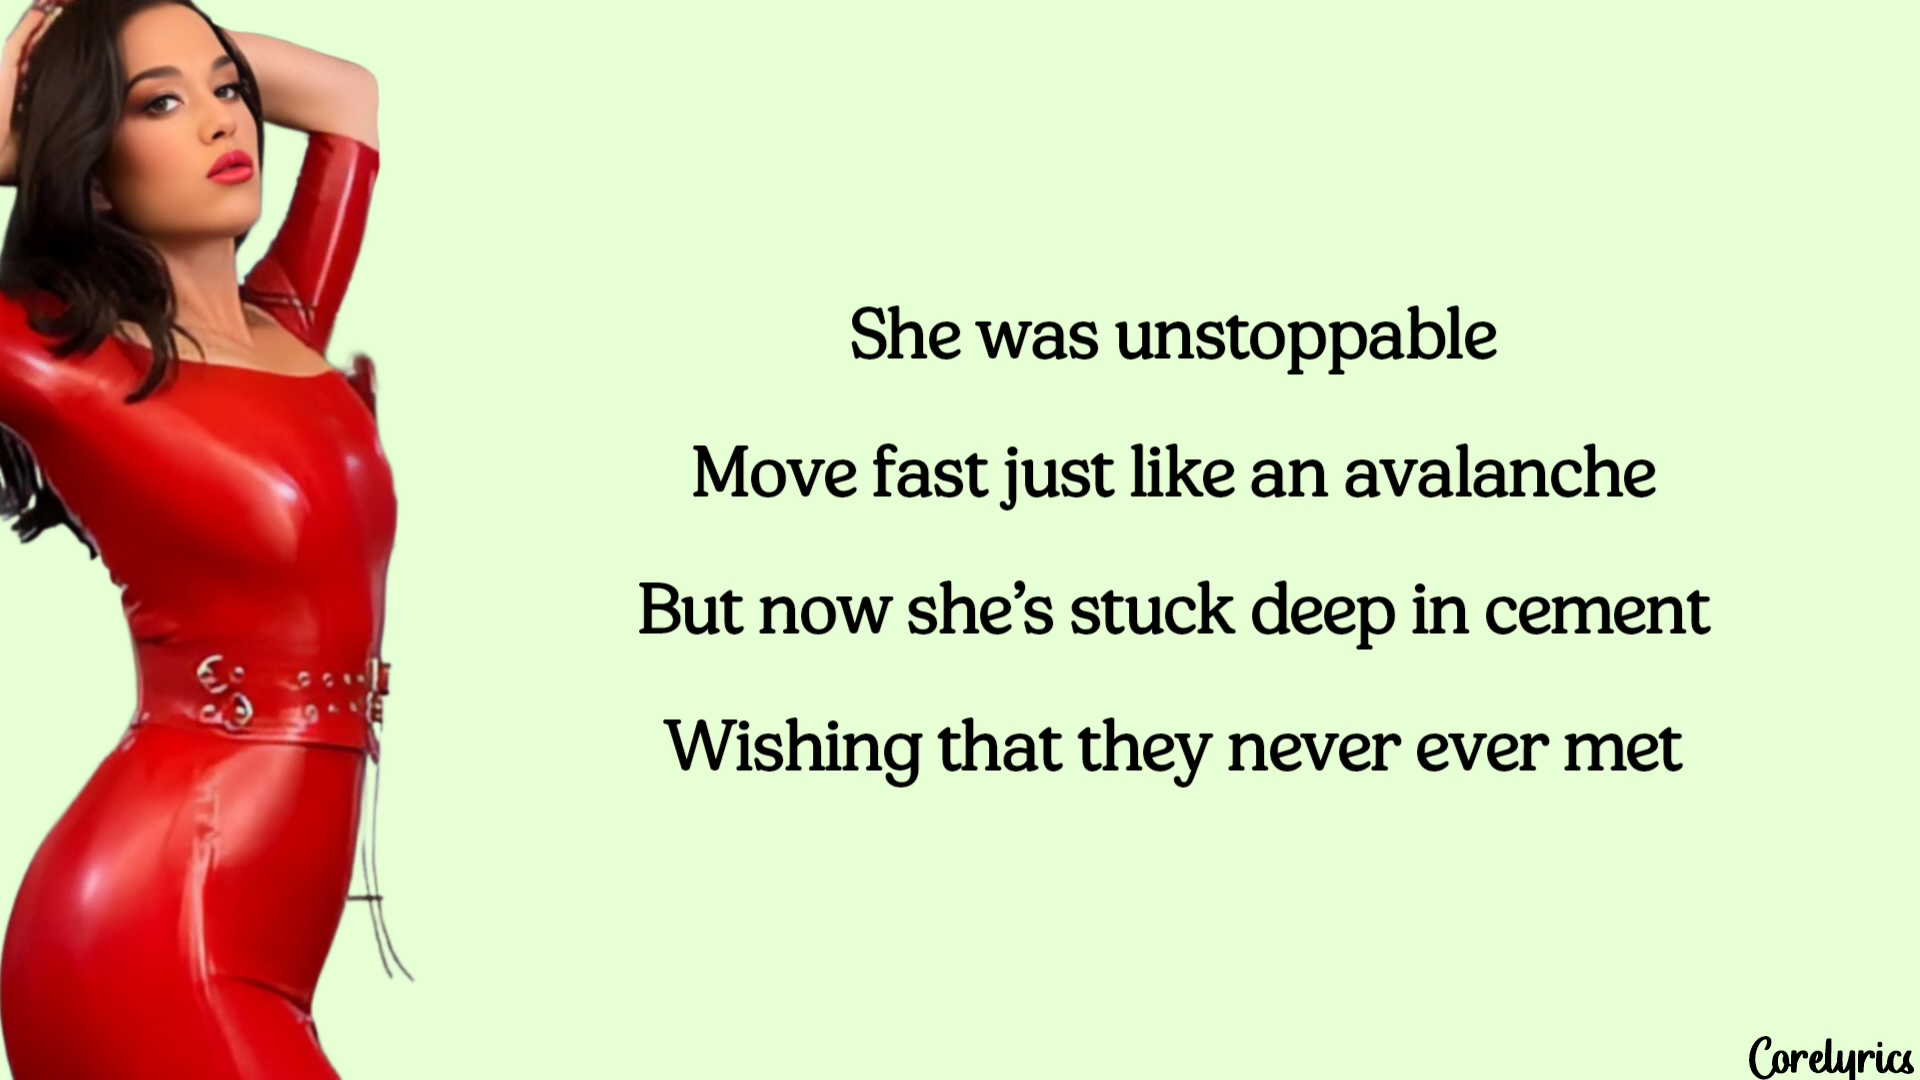 She was unstoppable
Move fast just like an avalanche
But now she's stuck deep in cement
Wishing that they never ever met
Corelyrics